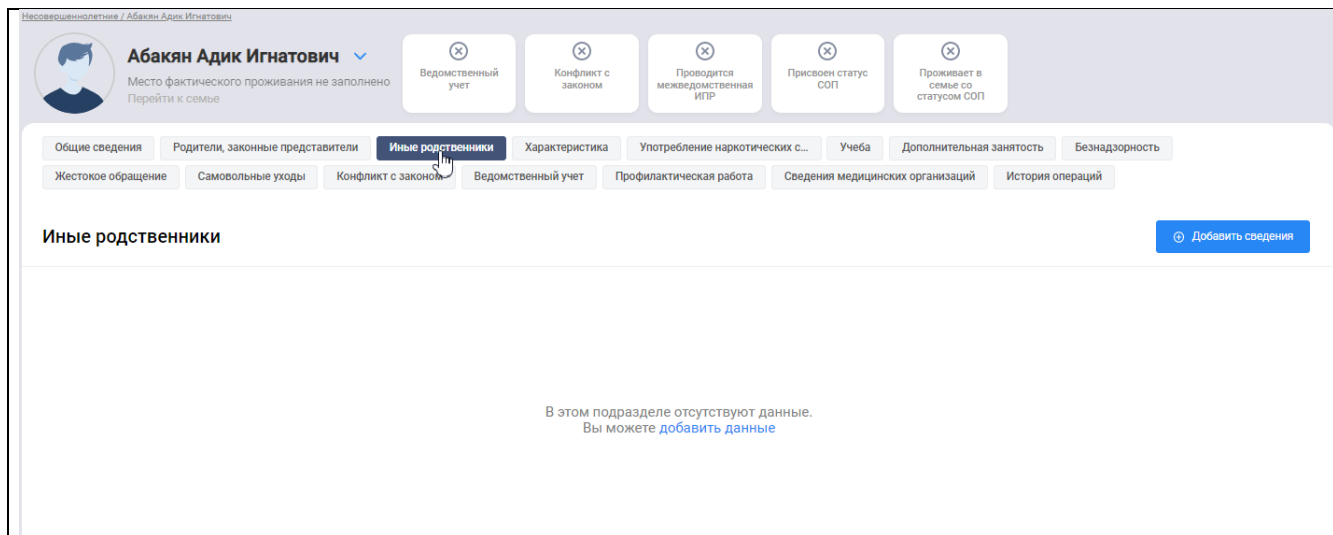 Несовершеннолетние / Абакян Адик Игнатович
Абакян Адик Игнатович
Место фактического проживания не заполнено
Перейти к семье
Ведомственный
учет
Конфликт с
законом
Проводится
межведомственная
ИПР
Присвоен статус
СОП
Проживает в
семье со
статусом СОП
Общие сведения Родители, законные представители Иные родственники Характеристика Употребление наркотических с... Учеба Дополнительная занятость Безнадзорность
Жестокое обращение Самовольные уходы Конфликт с законом Ведомственный учет Профилактическая работа Сведения медицинских организаций История операций
Иные родственники
Добавить сведения
В этом подразделе отсутствуют данные.
Вы можете добавить данные